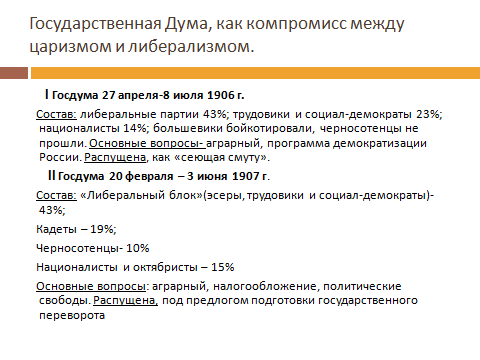 Государственная Дума, как компромисс между
царизмом и либерализмом.
I Госдума 27 апреля-8 июля 1906 г.
Состав: либеральные партии 43%; трудовики и социал-демократы 23%;
националисты 14%; большевики бойкотировали, черносотенцы не
прошли. Основные вопросы- аграрный, программа демократизации
России. Распущена, как «сеющая смуту».
II Госдума 20 февраля – 3 июня 1907 г.
Состав: «Либеральный блок»(эсеры,трудовики и социал-демократы)-
43%;
Кадеты – 19%;
Черносотенцы- 10%
Националисты и октябристы – 15%
Основные вопросы: аграрный, налогообложение, политические
свободы. Распущена, под предлогом подготовки государственного
переворота